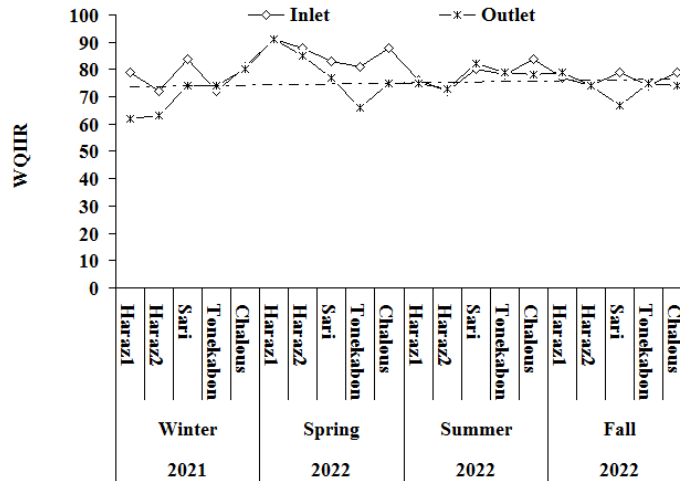 Inlet Outlet
100
90
80
70
60
50
40
30
20
10
0
WQIIR
Haraz1 Haraz2 Sari Tonekabon Chalous Haraz1 Haraz2 Sari Tonekabon Chalous Haraz1 Haraz2 Sari Tonekabon Chalous Haraz1 Haraz2 Sari Tonekabon Chalous
Winter Spring Summer Fall
2021 2022 2022 2022